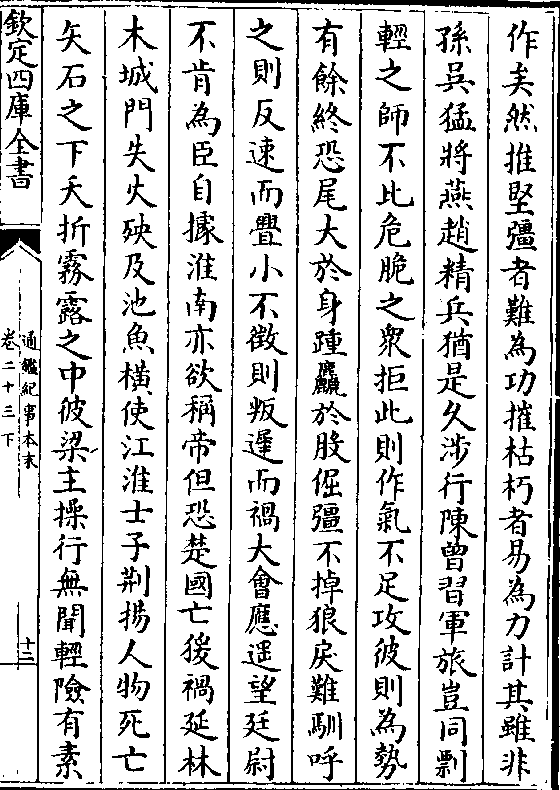 作矣然推堅彊者難為功摧枯朽者易為力計其雖非
孫吳猛將燕趙精兵猶是久涉行陳曾習軍旅豈同剽
輕之師不比危脆之衆拒此則作氣不足攻彼則為勢
有餘終恐尾大於身踵麤於股倔彊不掉狼戾難馴呼
之則反速而舋小不徵則叛遲而禍大會應遥望廷尉
不肯為臣自據淮南亦欲稱帝但恐楚國亡猨禍延林
木城門失火殃及池魚橫使江淮士子荆揚人物死亡
矢石之下夭折霧露之中彼梁主操行無聞輕險有素
欽定四庫全書
通鑑紀事本末
卷二十三下
十二